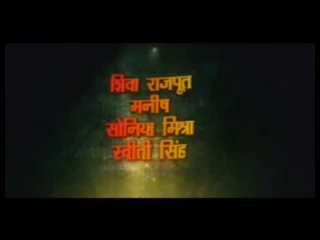 शिवा राजपूत
मनीष
सोनिया मिश्रा
स्वीती सिंह